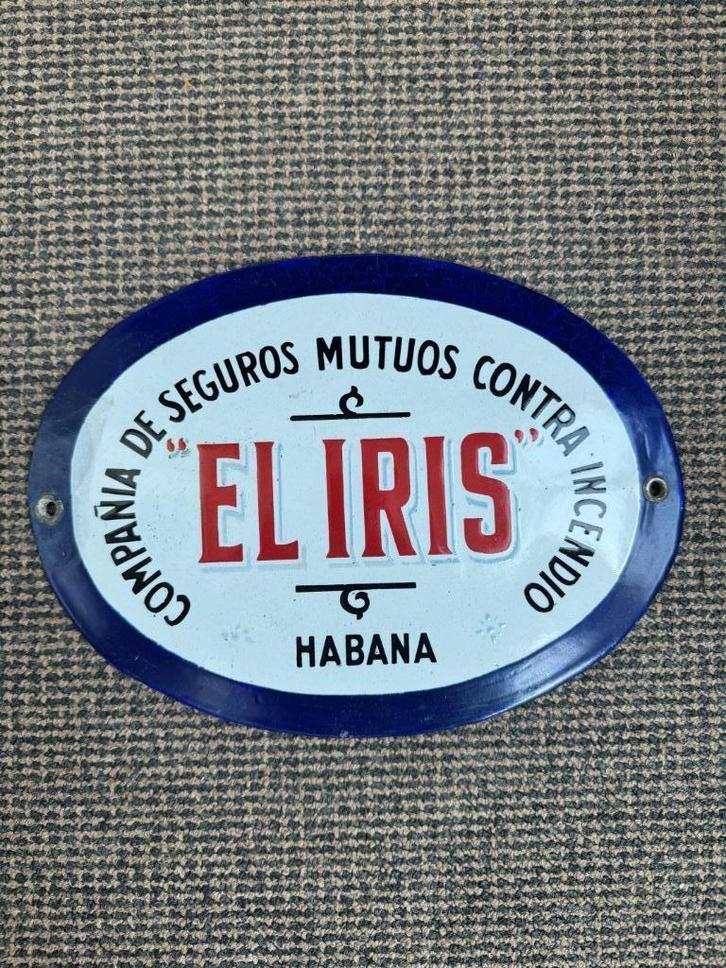 COMPAÑIA DE SEGUROS MUTUOS CONTRA INCENDIO
"EL IRIS"
HABANA